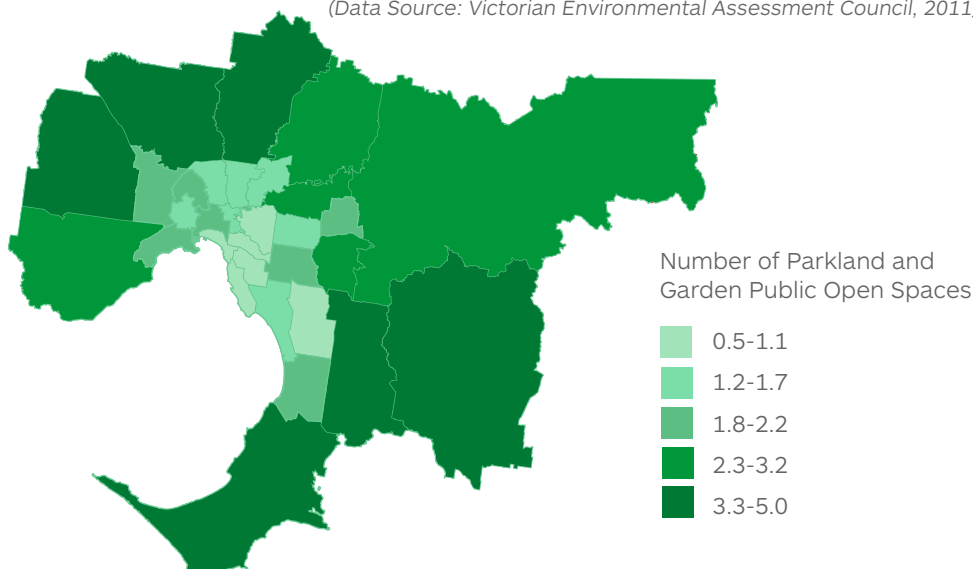 (Data Source: Victorian Environmental Assessment Council, 2011)
Number of Parkland and
Garden Public Open Spaces
0.5-1.1
1.2-1.7
1.8-2.2
2.3-3.2
3.3-5.0